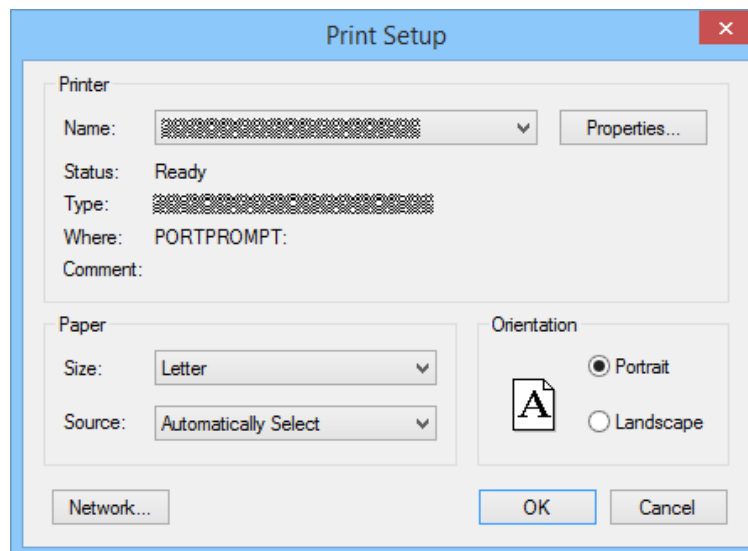 Print Setup
Printer
Name:
Properties...
Status: Ready
Type:
Where: PORTPROMPT:
Comment:
Paper
Size: Letter
Source: Automatically Select
Orientation
A
Portrait
Landscape
Network...
OK
Cancel